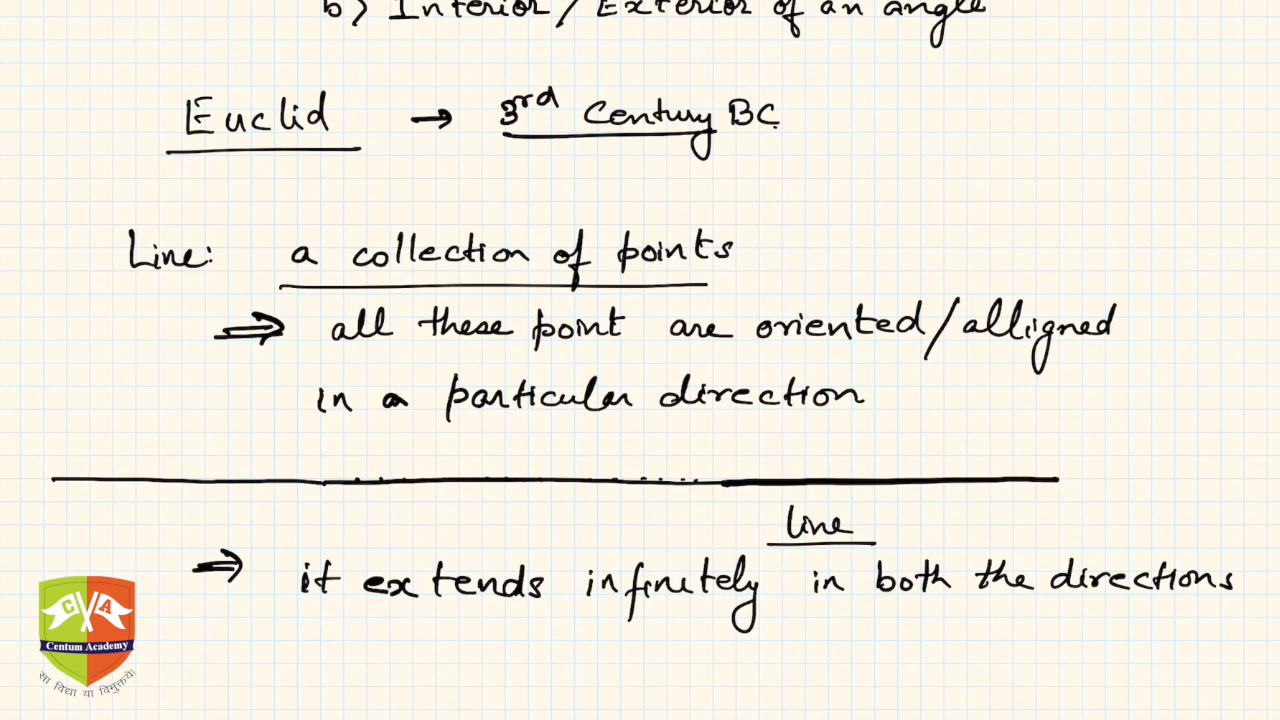 b) Interior/Exterior of an angle
Euclid → 3rd Century BC
Line: a collection of points
⇒ all these point are oriented/alligned
in a particular direction
line
⇒ it extends infinitely in both the directions
C A
Centum Academy
सा विद्या या विमुक्तये।